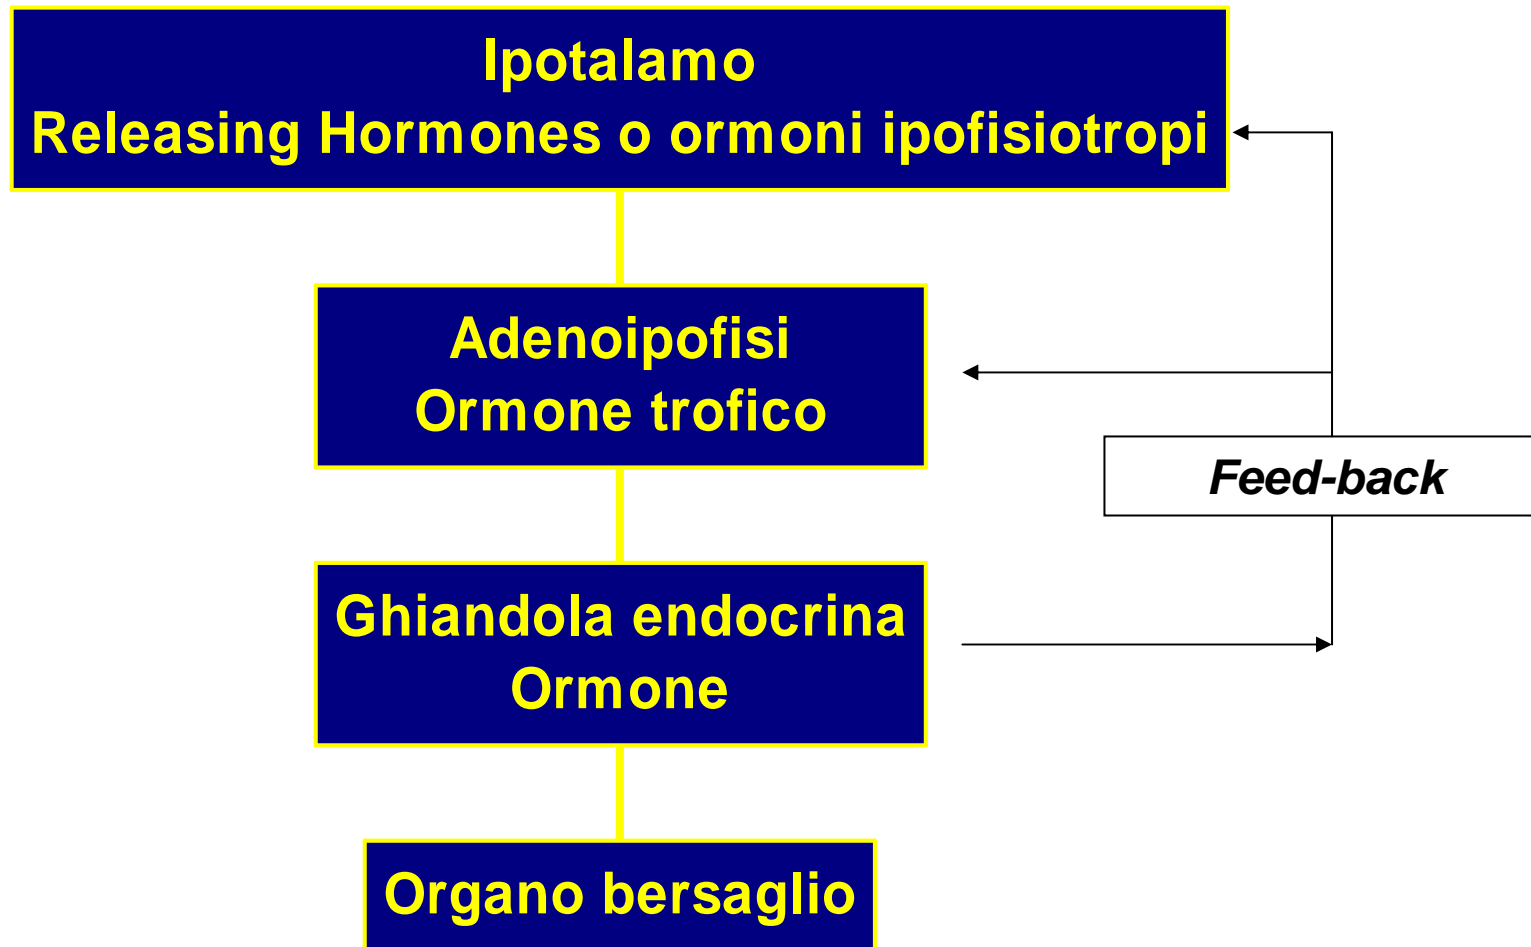 Ipotalamo
Releasing Hormones o ormoni ipofisiotropi
Adenoipofisi
Ormone trofico
Feed-back
Ghiandola endocrina
Ormone
Organo bersaglio